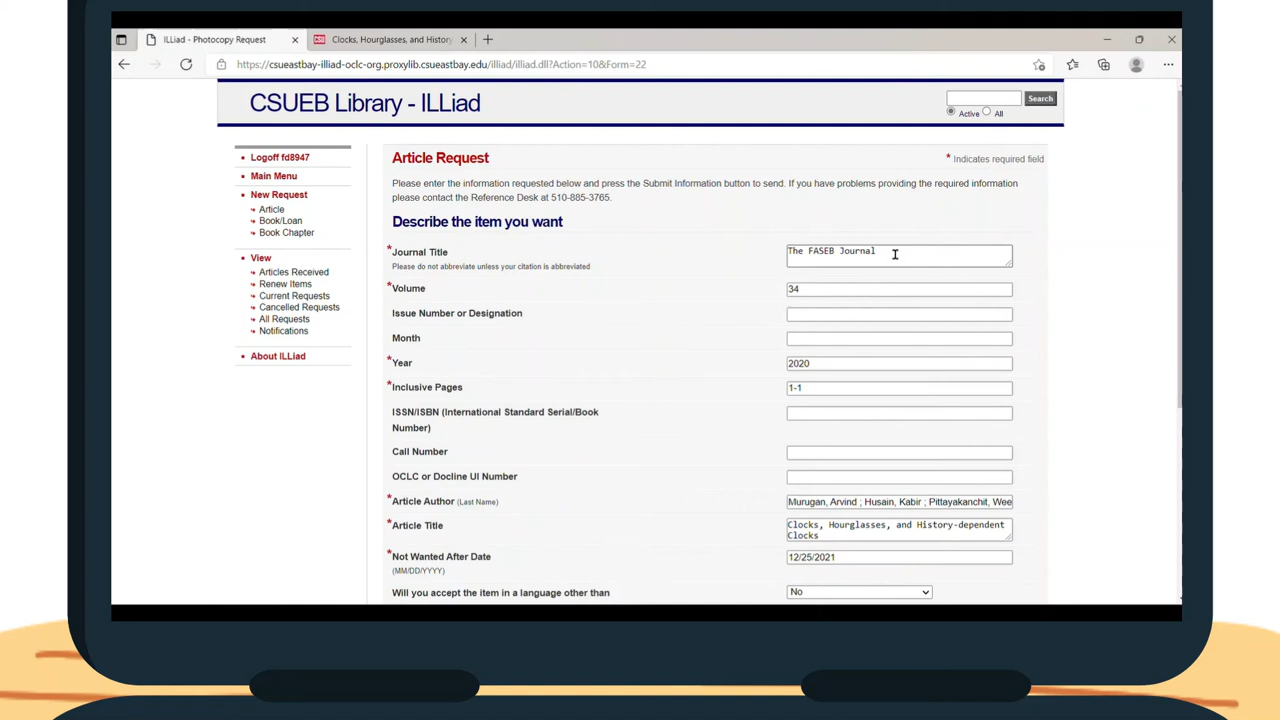 ILLiad - Photocopy Request
Clocks, Hourglasses, and History
https://csueastbay-illiad-oclc-org.proxylib.csueastbay.edu/illiad/illiad.dll?Action=10&Form=22
CSUEB Library - ILLiad
Search
Active All
Logoff fd8947
Main Menu
New Request
Article
Book/Loan
Book Chapter
View
Articles Received
Renew Items
Current Requests
Cancelled Requests
All Requests
Notifications
About ILLiad
Article Request
* Indicates required field
Please enter the information requested below and press the Submit Information button to send. If you have problems providing the required information
please contact the Reference Desk at 510-885-3765.
Describe the item you want
*Journal Title
The FASEB Journal
Please do not abbreviate unless your citation is abbreviated
*Volume
34
Issue Number or Designation
Month
*Year
2020
*Inclusive Pages
1-1
ISSN/ISBN (International Standard Serial/Book
Number)
Call Number
OCLC or Docline UI Number
*Article Author (Last Name)
Murugan, Arvind ; Husain, Kabir ; Pittayakanchit, Wee
*Article Title
Clocks, Hourglasses, and History-dependent
Clocks
*Not Wanted After Date
12/25/2021
(MM/DD/YYYY)
Will you accept the item in a language other than
No